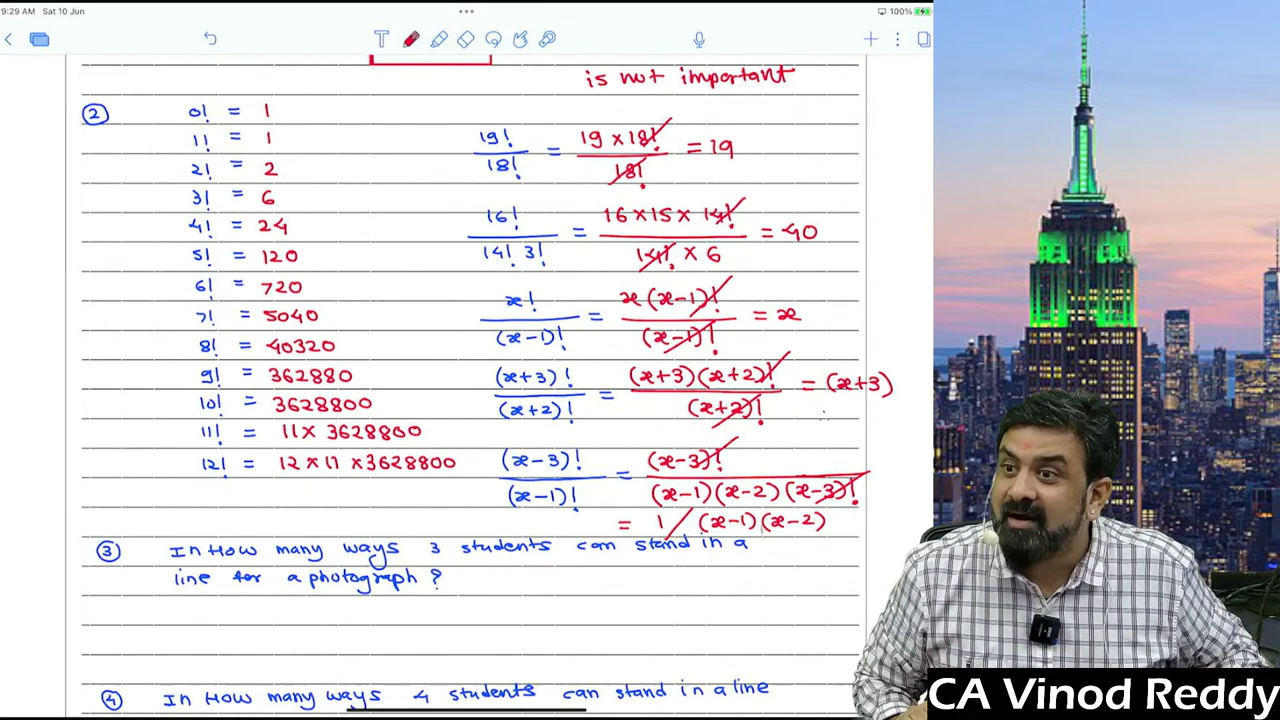 9:29 AM Sat 10 Jun
100%
T
is not important
②
0! = 1
1! = 1
2! = 2
3! = 6
4! = 24
5! = 120
6! = 720
7! = 5040
8! = 40320
9! = 362880
10! = 3628800
11! = 11 x 3628800
12! = 12 x 11 x 3628800
19! / 18! = 19 x 18! / 18! = 19
16! / 14! 3! = 16 x 15 x 14! / 14! x 6 = 40
x! / (x-1)! = x (x-1)! / (x-1)! = x
(x+3)! / (x+2)! = (x+3)(x+2)! / (x+2)! = (x+3)
(x-3)! / (x-1)! = (x-3)! / (x-1)(x-2)(x-3)!
= 1 / (x-1)(x-2)
③ In How many ways 3 students can stand in a
line for a photograph ?
④ In How many ways 4 students can stand in a line
CA Vinod Reddy